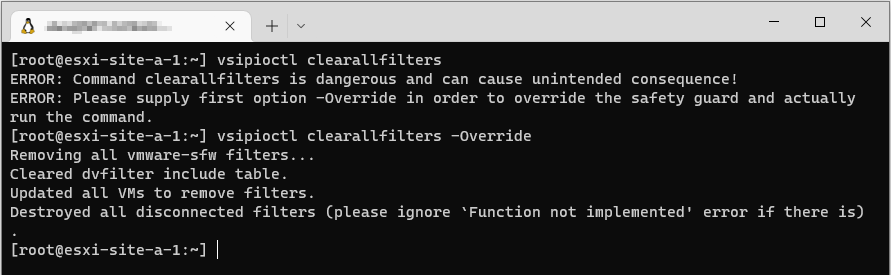 [root@esxi-site-a-1:~] vsipioctl clearallfilters
ERROR: Command clearallfilters is dangerous and can cause unintended consequence!
ERROR: Please supply first option -Override in order to override the safety guard and actually
run the command.
[root@esxi-site-a-1:~] vsipioctl clearallfilters -Override
Removing all vmware-sfw filters...
Cleared dvfilter include table.
Updated all VMs to remove filters.
Destroyed all disconnected filters (please ignore `Function not implemented' error if there is)
.
[root@esxi-site-a-1:~]